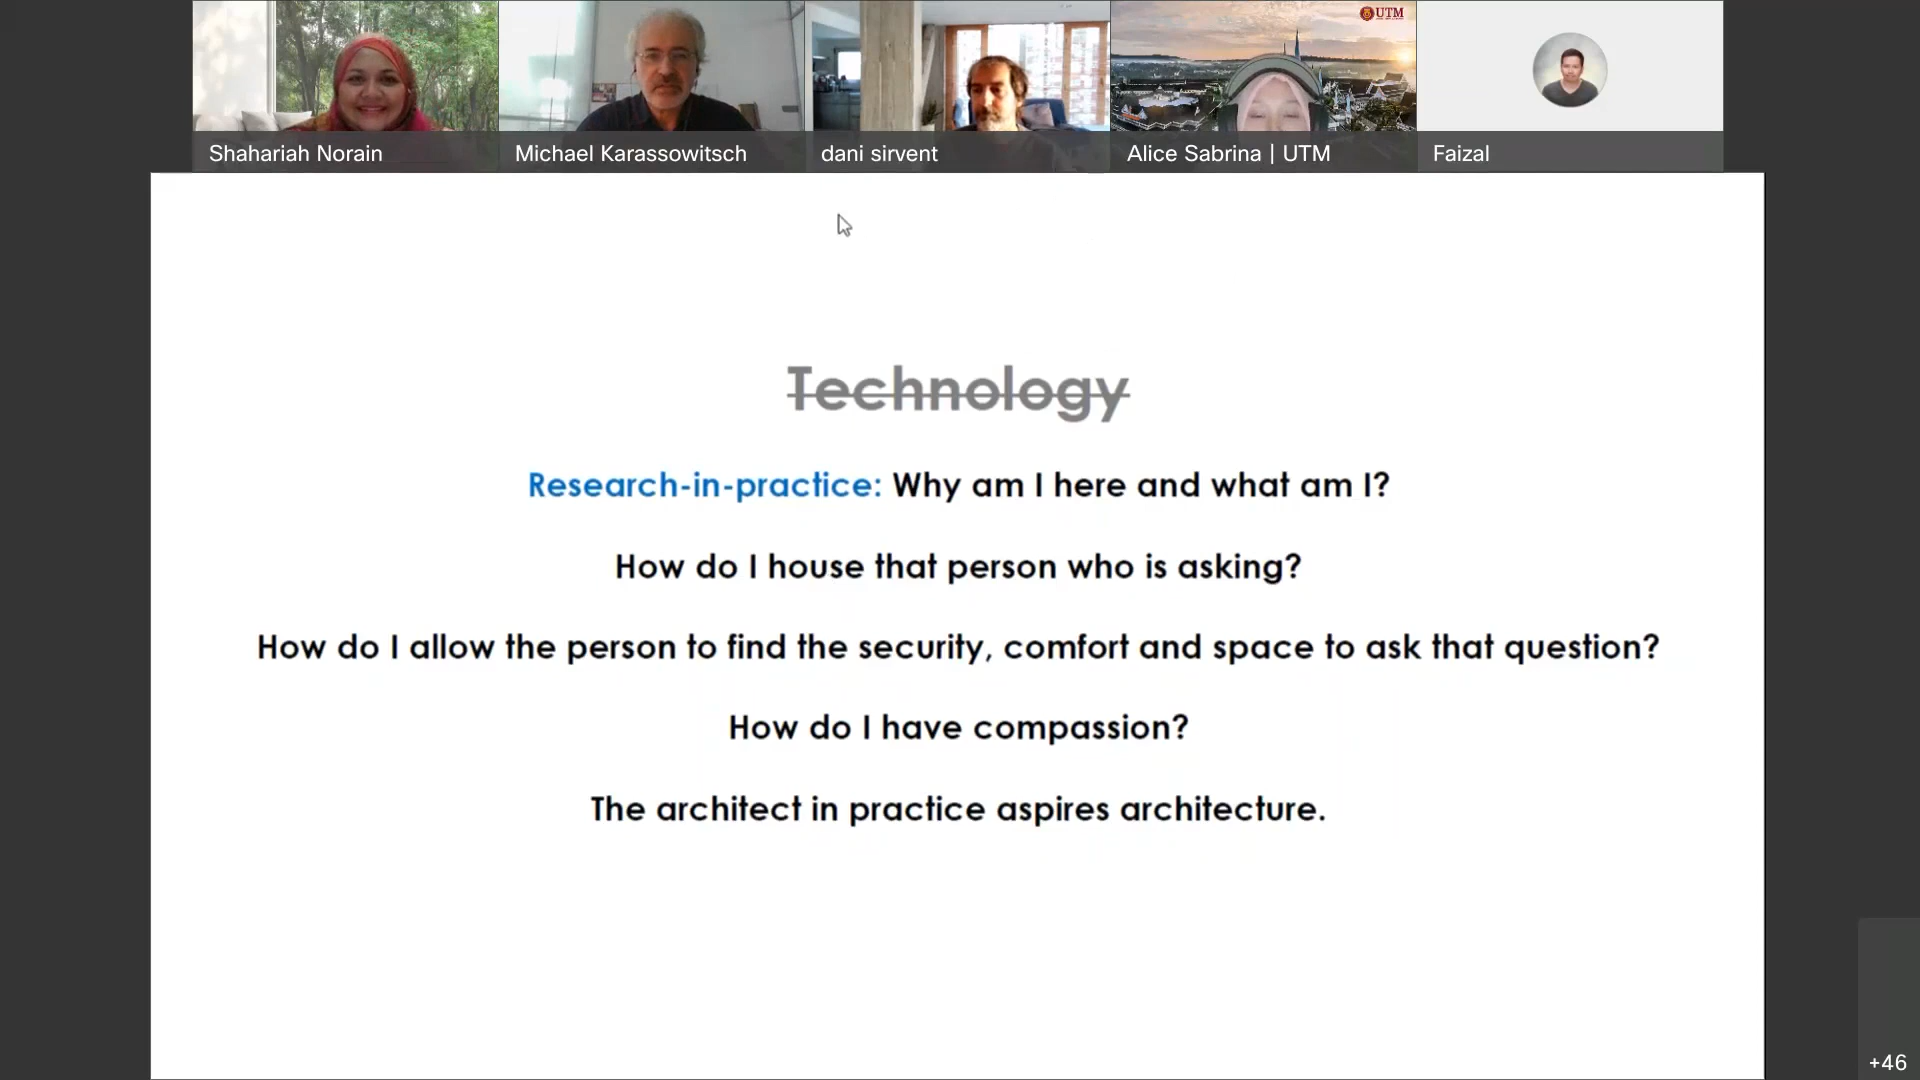 UTM
Shahariah Norain
Michael Karassowitsch
dani sirvent
Alice Sabrina | UTM
Faizal
Technology
Research-in-practice: Why am I here and what am I?
How do I house that person who is asking?
How do I allow the person to find the security, comfort and space to ask that question?
How do I have compassion?
The architect in practice aspires architecture.
+46